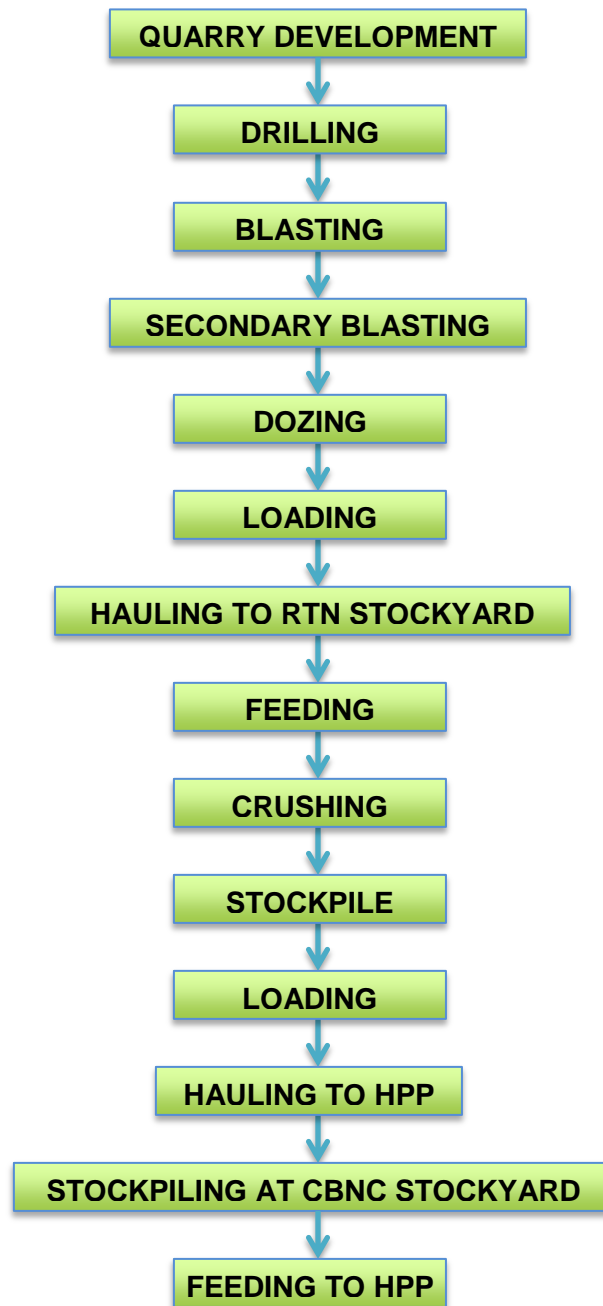 QUARRY DEVELOPMENT
DRILLING
BLASTING
SECONDARY BLASTING
DOZING
LOADING
HAULING TO RTN STOCKYARD
FEEDING
CRUSHING
STOCKPILE
LOADING
HAULING TO HPP
STOCKPILING AT CBNC STOCKYARD
FEEDING TO HPP